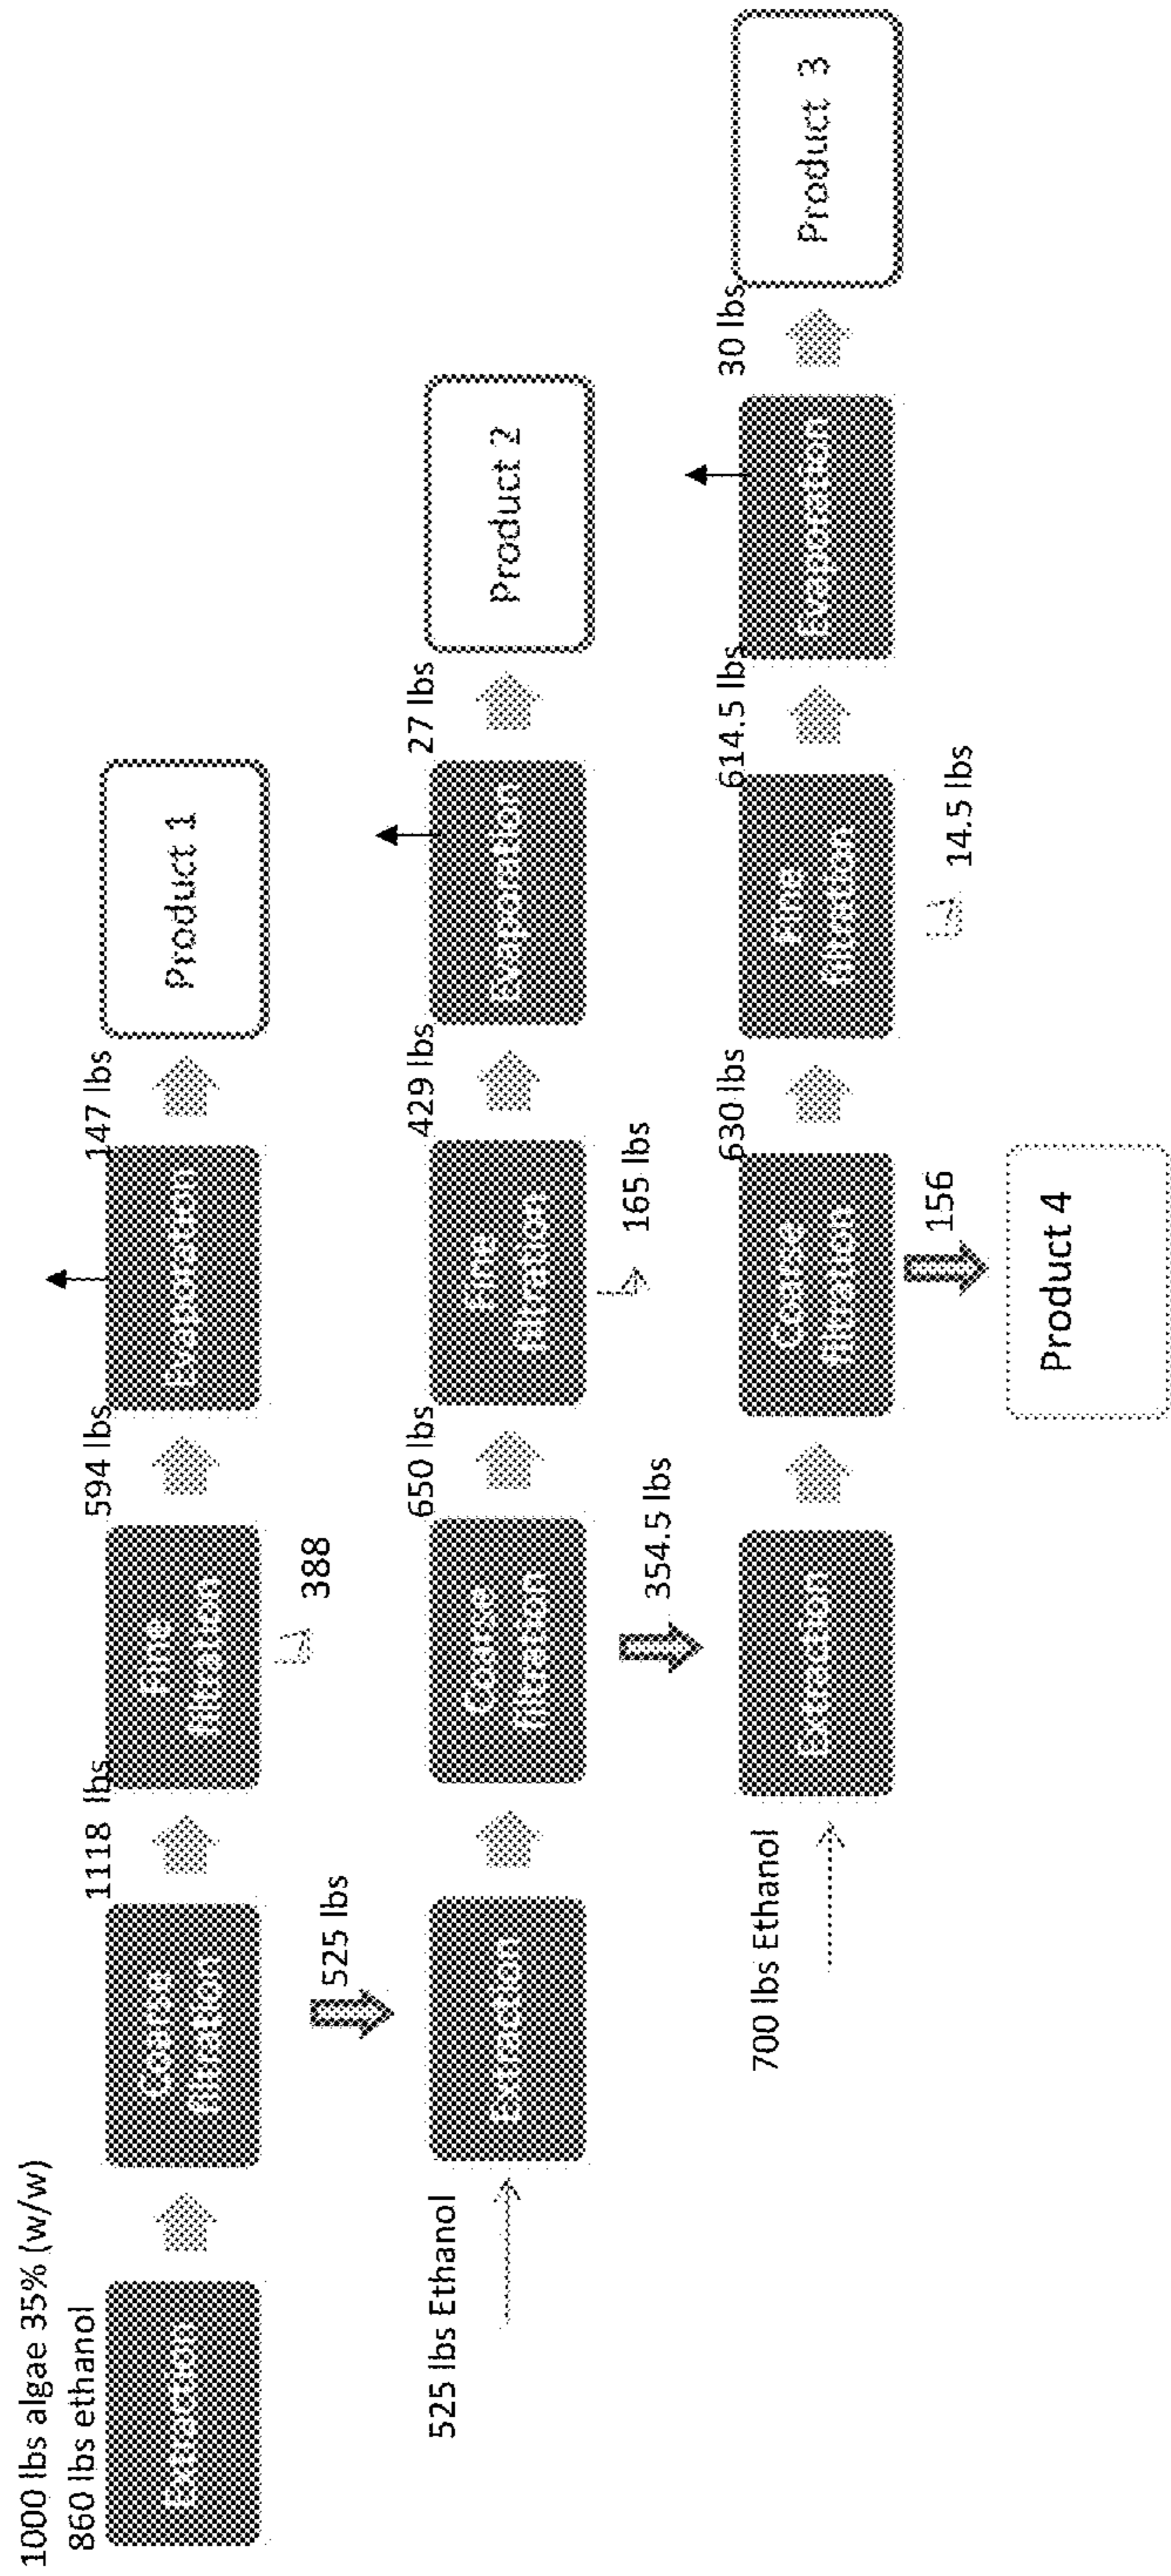 1000 lbs algae 35% (w/w)
860 lbs ethanol
Extraction
Coarse
filtration
1118 lbs
Fine
filtration
594 lbs
Evaporation
147 lbs
Product 1
525 lbs
388
525 lbs Ethanol
Extraction
Coarse
filtration
650 lbs
Fine
filtration
429 lbs
Evaporation
27 lbs
Product 2
354.5 lbs
165 lbs
700 lbs Ethanol
Extraction
Coarse
filtration
630 lbs
Fine
filtration
614.5 lbs
Evaporation
30 lbs
Product 3
156
14.5 lbs
Product 4